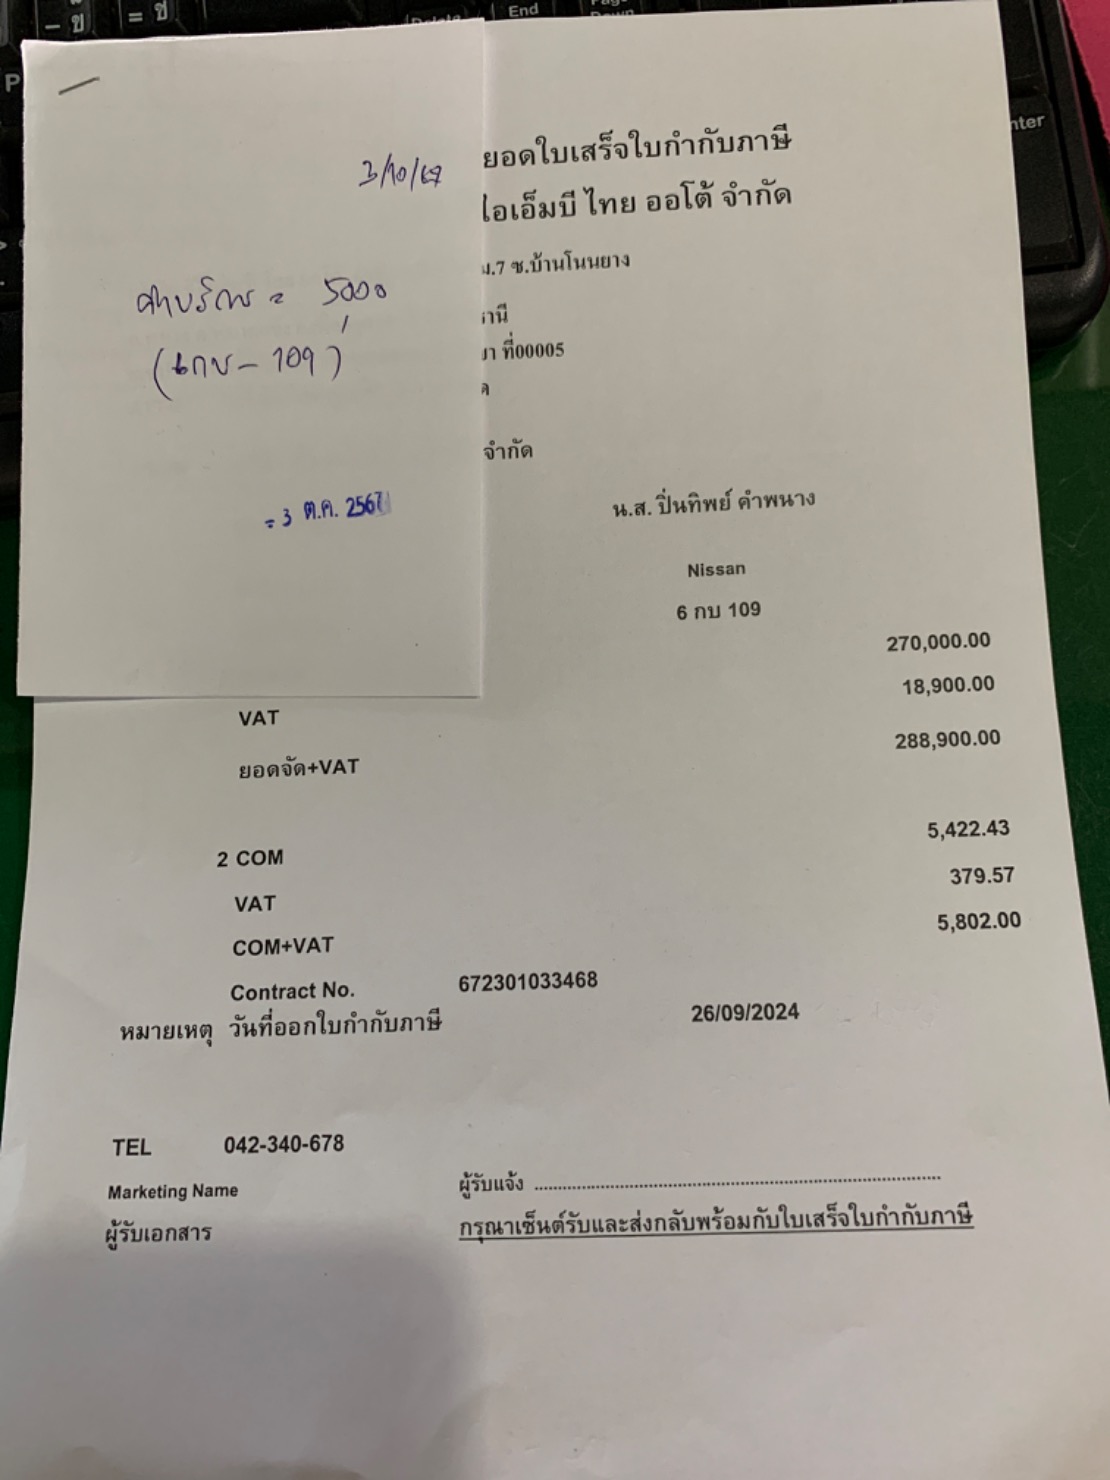 3/10/67
ค่าบริการ = 5000
(6กบ - 109)
= 3 ต.ค. 2567
ยอดใบเสร็จใบกำกับภาษี
ไอเอ็มบี ไทย ออโต้ จำกัด
ม.7 ซ.บ้านโนนยาง
ธานี
ขา ที่00005
ด
จำกัด
น.ส. ปิ่นทิพย์ คำพนาง
Nissan
6 กบ 109
270,000.00
VAT 18,900.00
ยอดจัด+VAT 288,900.00
2 COM 5,422.43
VAT 379.57
COM+VAT 5,802.00
Contract No. 672301033468
หมายเหตุ วันที่ออกใบกำกับภาษี 26/09/2024
TEL 042-340-678
Marketing Name ผู้รับแจ้ง ........................................
ผู้รับเอกสาร กรุณาเซ็นต์รับและส่งกลับพร้อมกับใบเสร็จใบกำกับภาษี